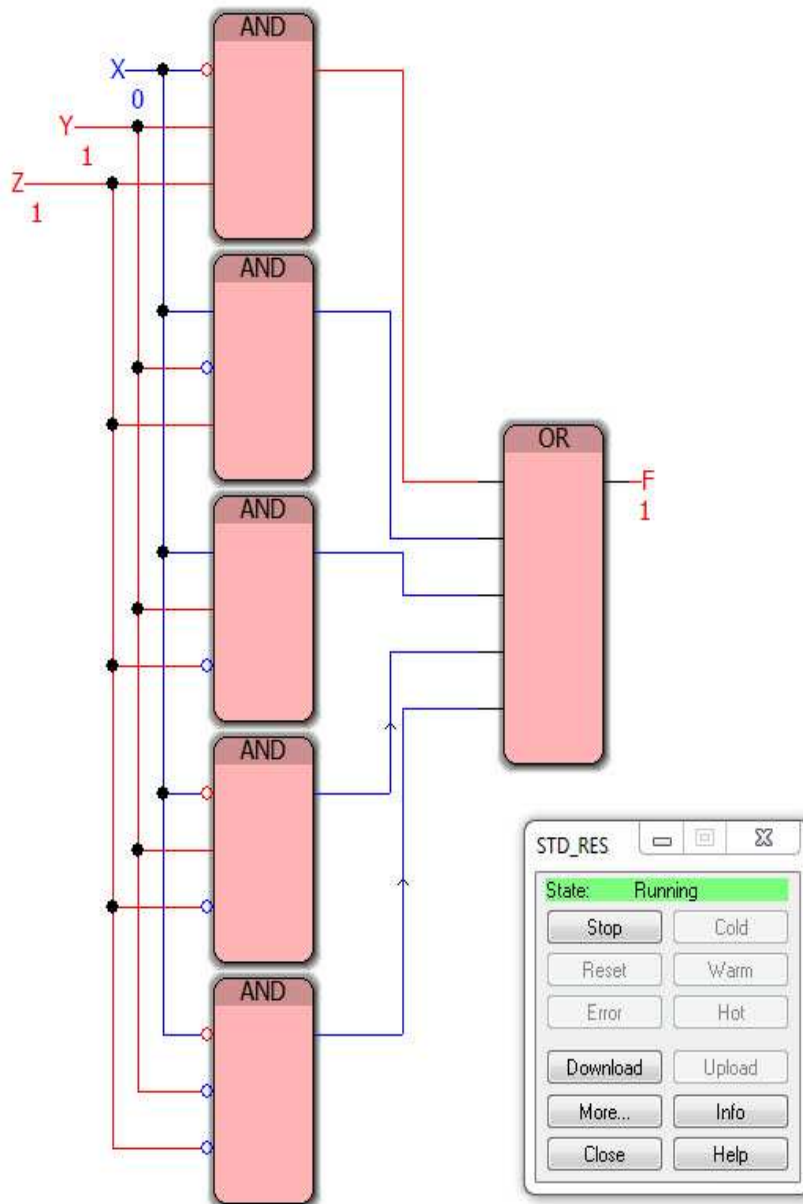 AND
X
0
Y
1
Z
1
AND
AND
OR
F
1
AND
AND
STD_RES
State: Running
Stop Cold
Reset Warm
Error Hot
Download Upload
More... Info
Close Help